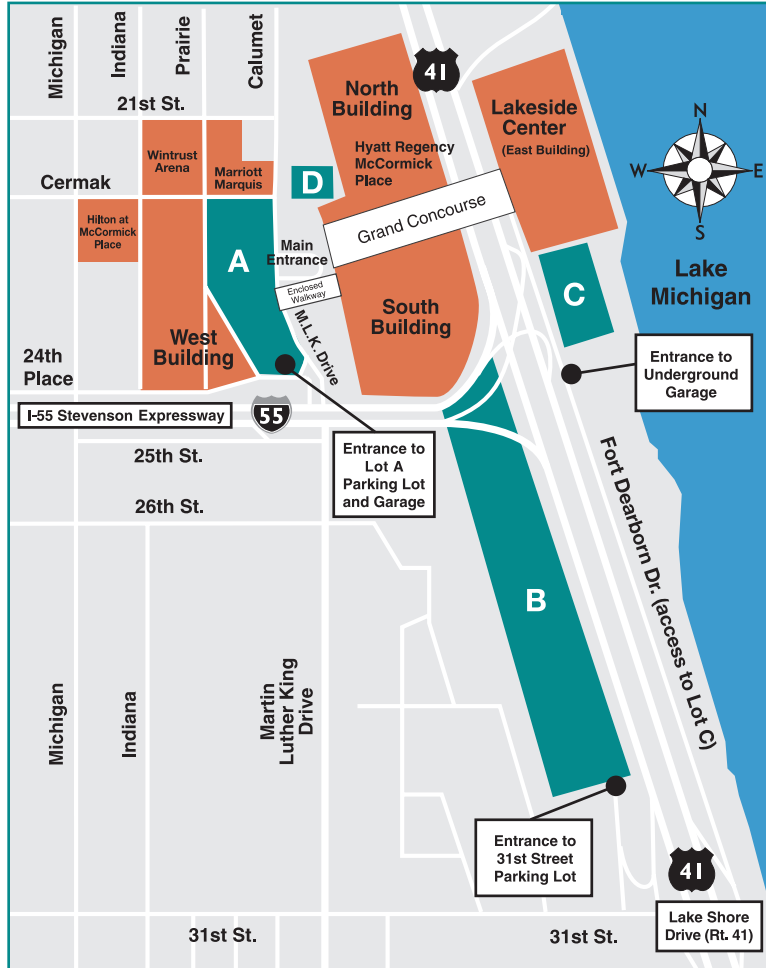 Michigan
Indiana
Prairie
Calumet
21st St.
41
North
Building
Hyatt Regency
McCormick
Place
Lakeside
Center
(East Building)
N
W
E
S
Wintrust
Arena
Marriott
Marquis
Cermak
D
Hilton at
McCormick
Place
A
Grand Concourse
Main
Entrance
Enclosed
Walkway
M.L.K. Drive
South
Building
C
Lake
Michigan
West
Building
24th
Place
Entrance to
Underground
Garage
I-55 Stevenson Expressway
55
25th St.
26th St.
Entrance to
Lot A
Parking Lot
and Garage
Fort Dearborn Dr. (access to Lot C)
B
Michigan
Indiana
Martin
Luther King
Drive
Entrance to
31st Street
Parking Lot
41
Lake Shore
Drive (Rt. 41)
31st St.
31st St.